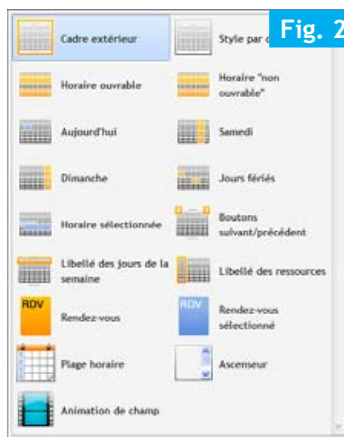 Fig. 2
Cadre extérieur
Style par
Horaire ouvrable
Horaire "non
ouvrable"
Aujourd'hui
Samedi
Dimanche
Jours fériés
Horaire sélectionnée
Boutons
suivant/précédent
Libellé des jours de la
semaine
Libellé des ressources
RDV
Rendez-vous
RDV
Rendez-vous
sélectionné
Plage horaire
Ascenseur
Animation de champ